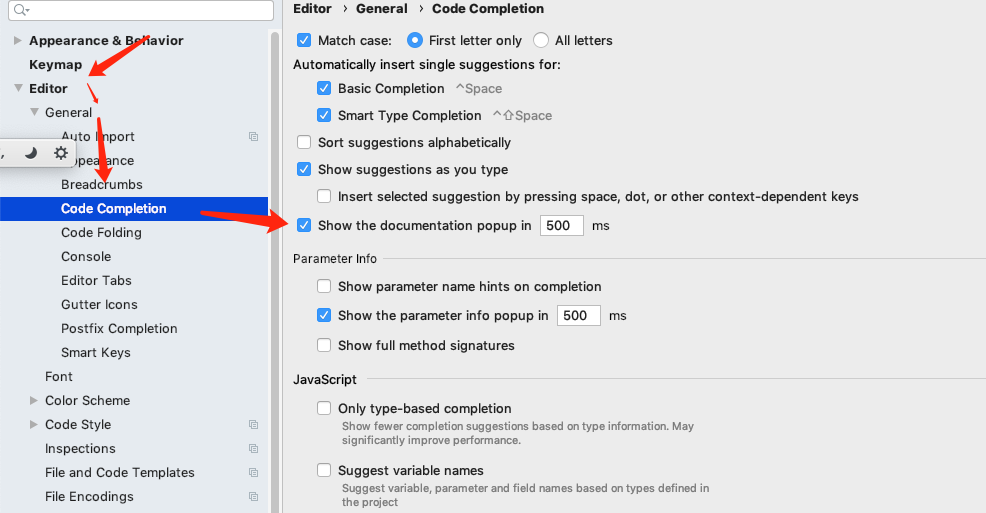 Appearance & Behavior
Keymap
Editor
General
Auto Import
Appearance
Breadcrumbs
Code Completion
Code Folding
Console
Editor Tabs
Gutter Icons
Postfix Completion
Smart Keys
Font
Color Scheme
Code Style
Inspections
File and Code Templates
File Encodings
Editor › General › Code Completion
Match case: First letter only All letters
Automatically insert single suggestions for:
Basic Completion ^Space
Smart Type Completion ^⇧Space
Sort suggestions alphabetically
Show suggestions as you type
Insert selected suggestion by pressing space, dot, or other context-dependent keys
Show the documentation popup in 500 ms
Parameter Info
Show parameter name hints on completion
Show the parameter info popup in 500 ms
Show full method signatures
JavaScript
Only type-based completion
Show fewer completion suggestions based on type information. May
significantly improve performance.
Suggest variable names
Suggest variable, parameter and field names based on types defined in
the project